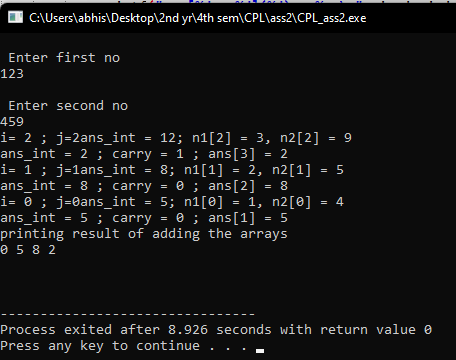 C:\Users\abhis\Desktop\2nd yr\4th sem\CPL\ass2\CPL_ass2.exe
Enter first no
123
Enter second no
459
i= 2 ; j=2ans_int = 12; n1[2] = 3, n2[2] = 9
ans_int = 2 ; carry = 1 ; ans[3] = 2
i= 1 ; j=1ans_int = 8; n1[1] = 2, n2[1] = 5
ans_int = 8 ; carry = 0 ; ans[2] = 8
i= 0 ; j=0ans_int = 5; n1[0] = 1, n2[0] = 4
ans_int = 5 ; carry = 0 ; ans[1] = 5
printing result of adding the arrays
0 5 8 2
--------------------------------
Process exited after 8.926 seconds with return value 0
Press any key to continue . . .